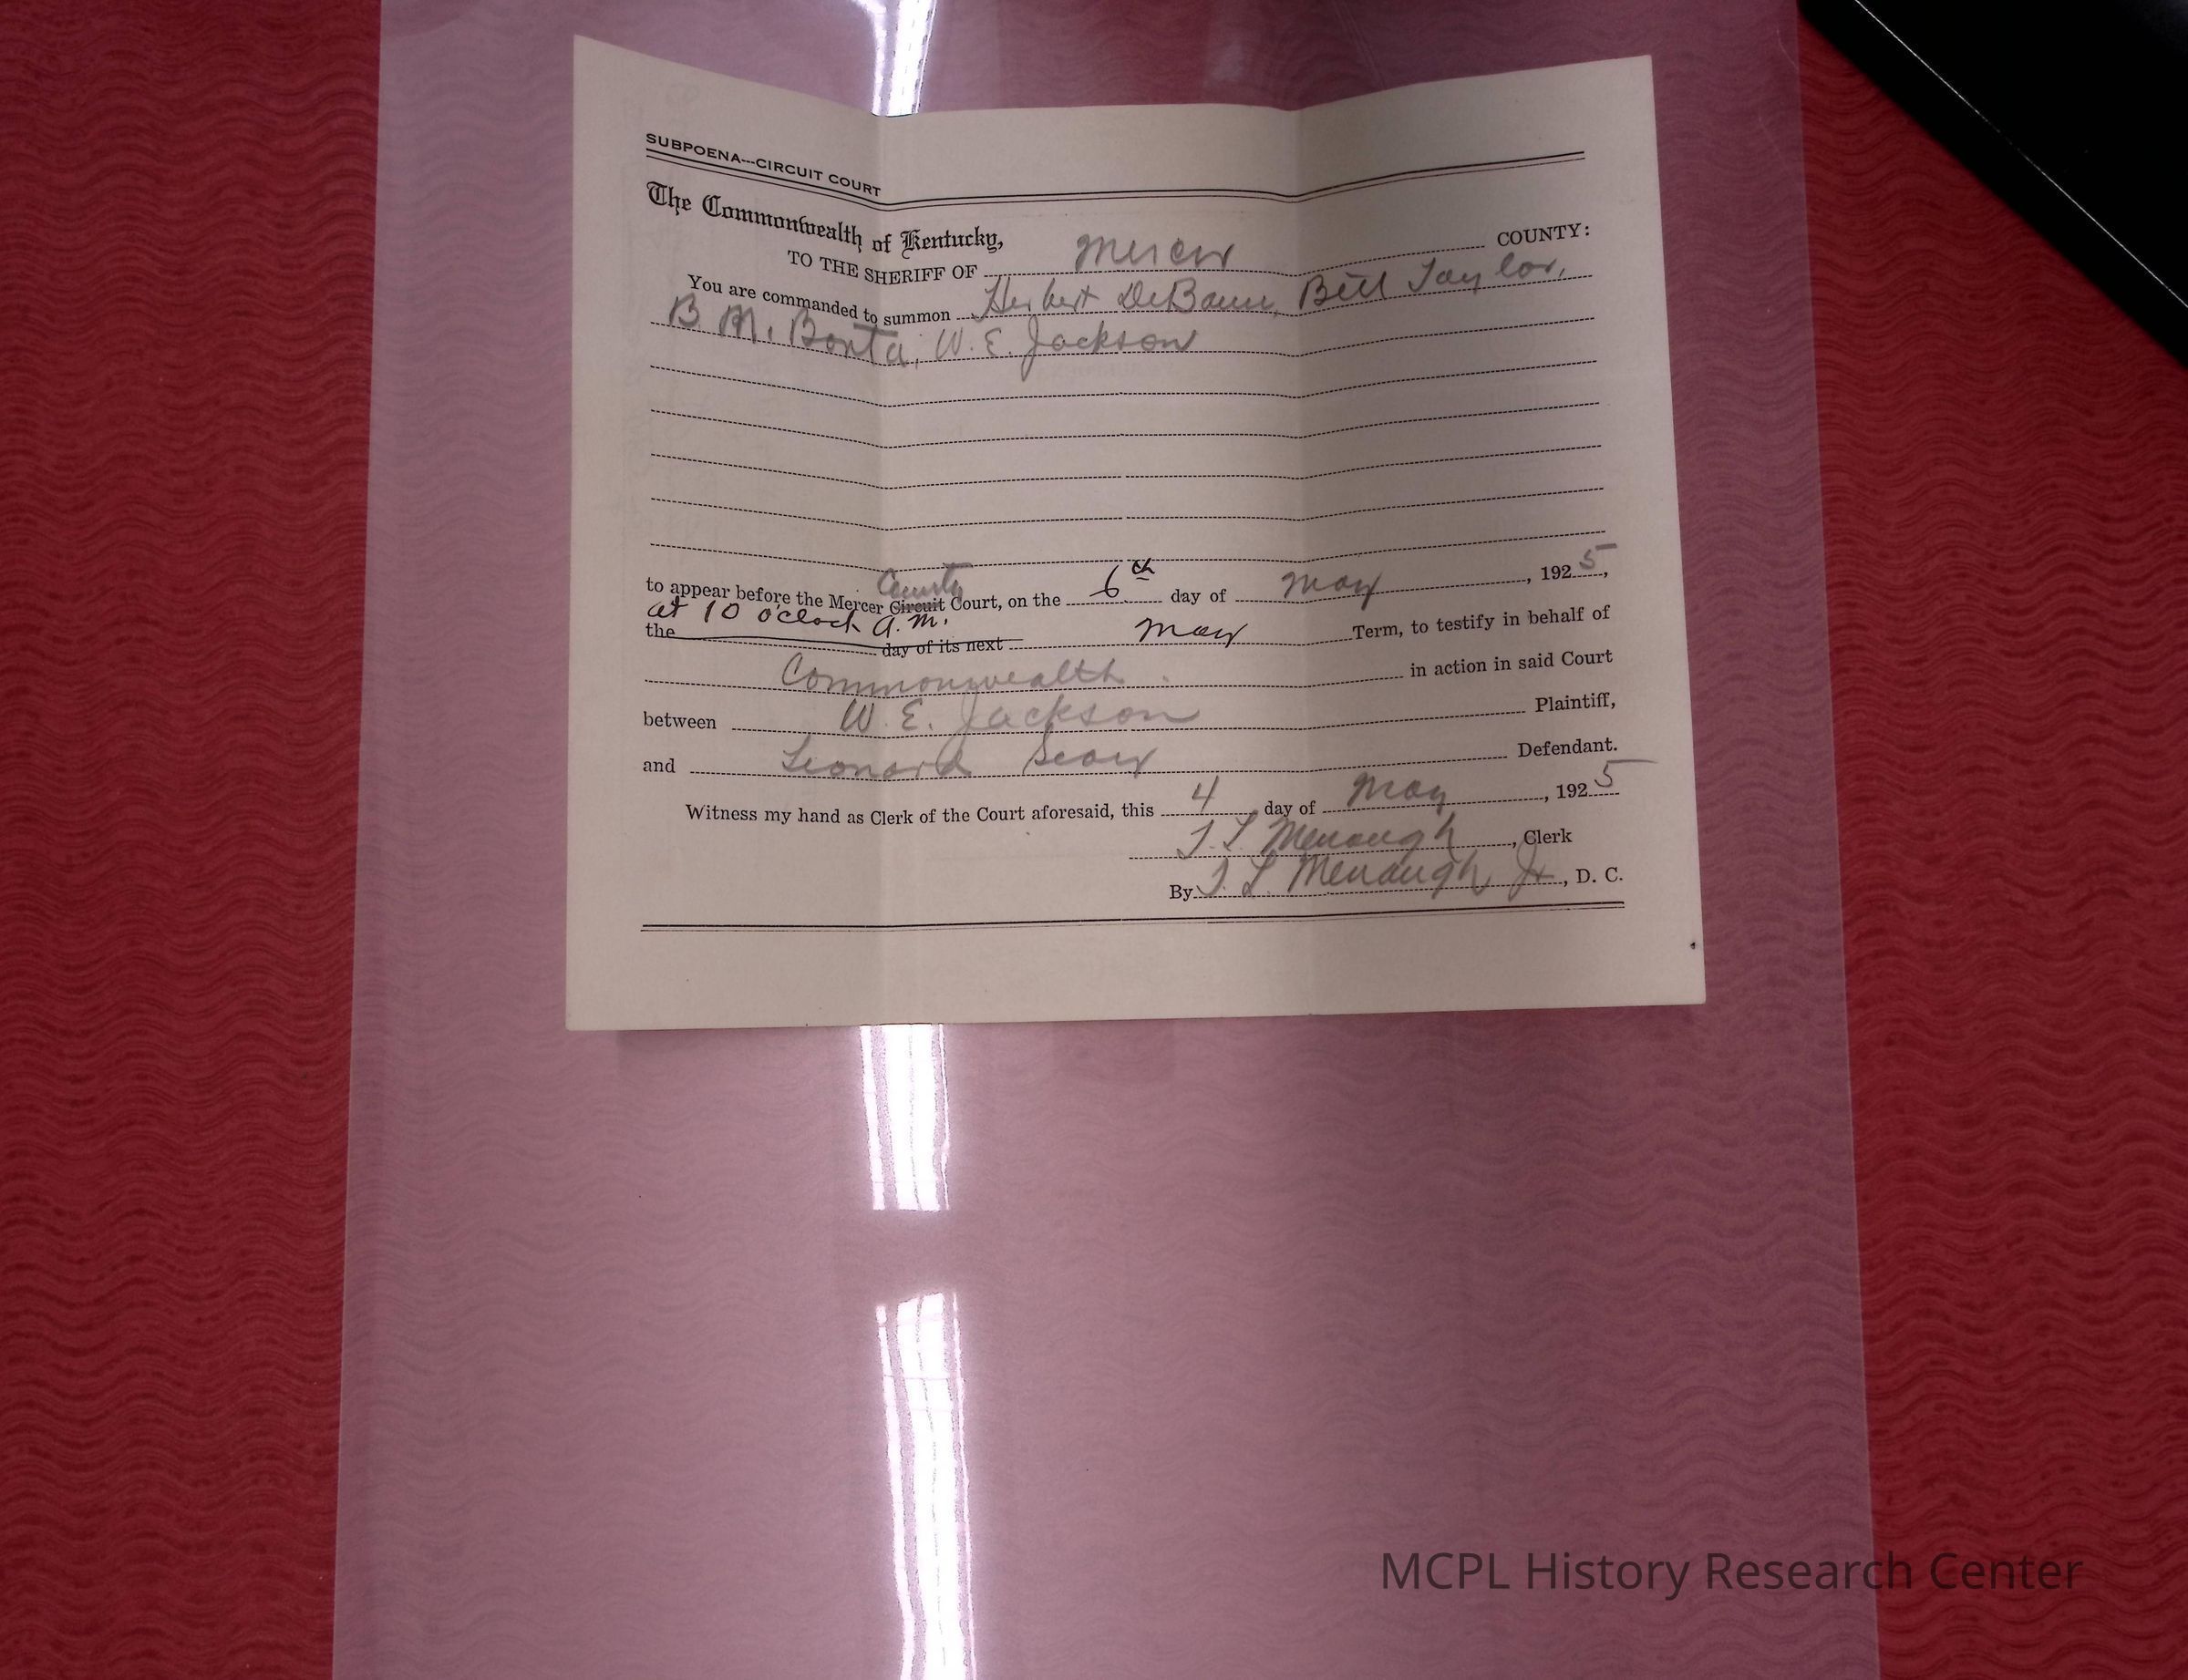 SUBPOENA---CIRCUIT COURT
The Commonwealth of Kentucky,
TO THE SHERIFF OF Mercer COUNTY:
You are commanded to summon Herbert DeBaun, Bill Taylor,
B M. Bonta, W. E. Jackson
County
to appear before the Mercer Circuit Court, on the 6th day of May, 1925,
at 10 o'clock a.m.
the day of its next May Term, to testify in behalf of
Commonwealth in action in said Court
between W. E. Jackson Plaintiff,
and Leonard Defendant.
Witness my hand as Clerk of the Court aforesaid, this 4 day of May, 1925
Menaugh, Clerk
By Menaugh Jr, D. C.
MCPL History Research Center